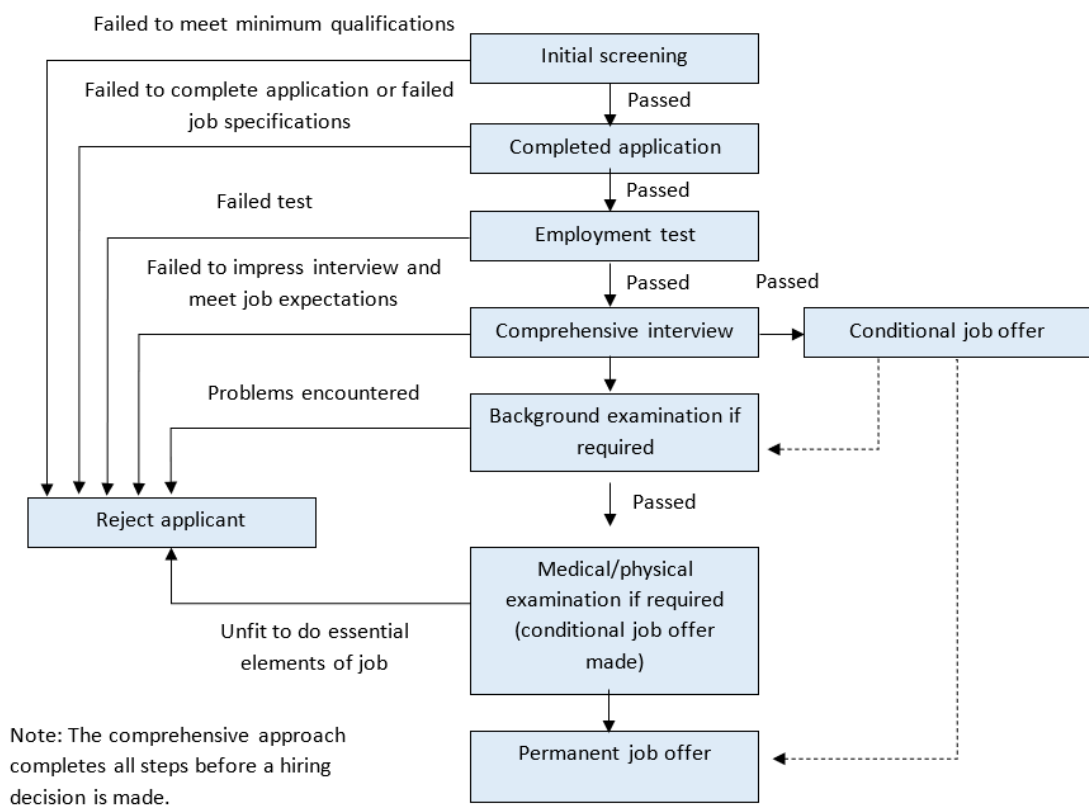 Failed to meet minimum qualifications
Initial screening
Failed to complete application or failed
job specifications
Passed
Completed application
Passed
Failed test
Employment test
Failed to impress interview and
meet job expectations
Passed
Passed
Comprehensive interview
Conditional job offer
Problems encountered
Background examination if
required
Passed
Reject applicant
Medical/physical
examination if required
(conditional job offer
made)
Unfit to do essential
elements of job
Permanent job offer
Note: The comprehensive approach
completes all steps before a hiring
decision is made.